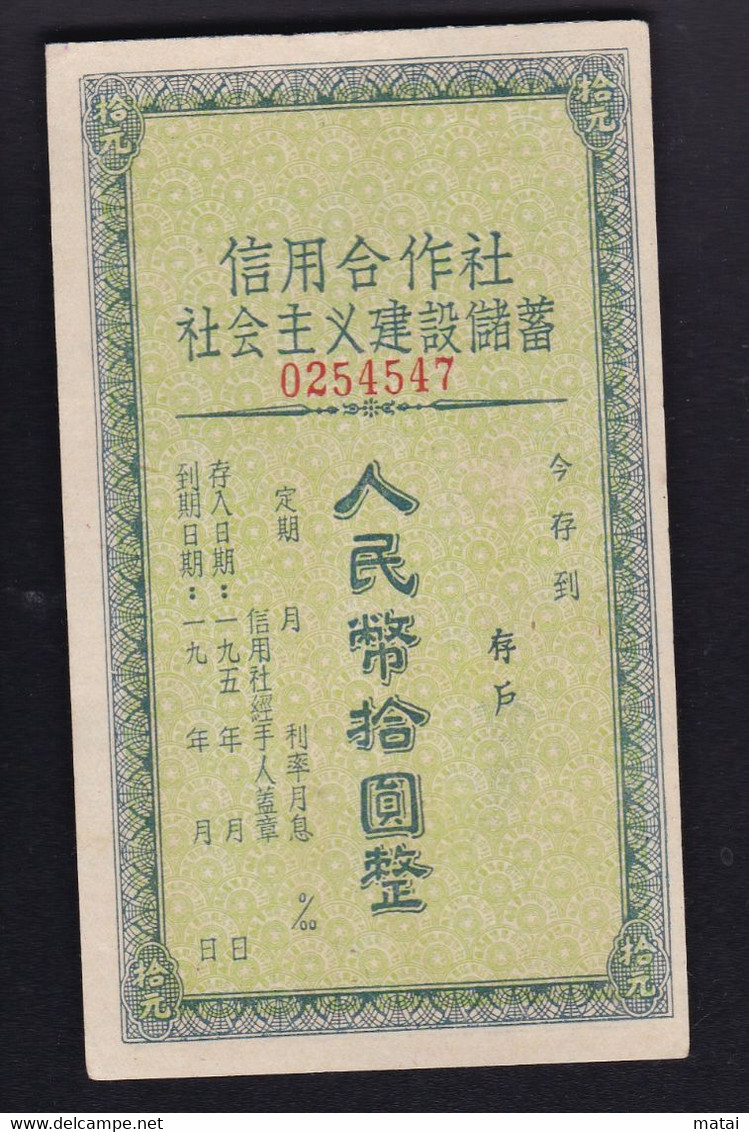 拾元
拾元
信用合作社
社会主义建設儲蓄
0254547
今存到
存戶
人民幣拾圓整
定期 月 利率月息 ‰
信用社經手人蓋章
存入日期：一九五 年 月 日
到期日期：一九 年 月 日
拾元
拾元
delcampe.net
matai